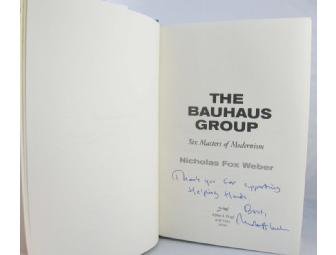 THE
BAUHAUS
GROUP
Six Masters of Modernism
Nicholas Fox Weber
Thank you for supporting
Helping Hands
Best,